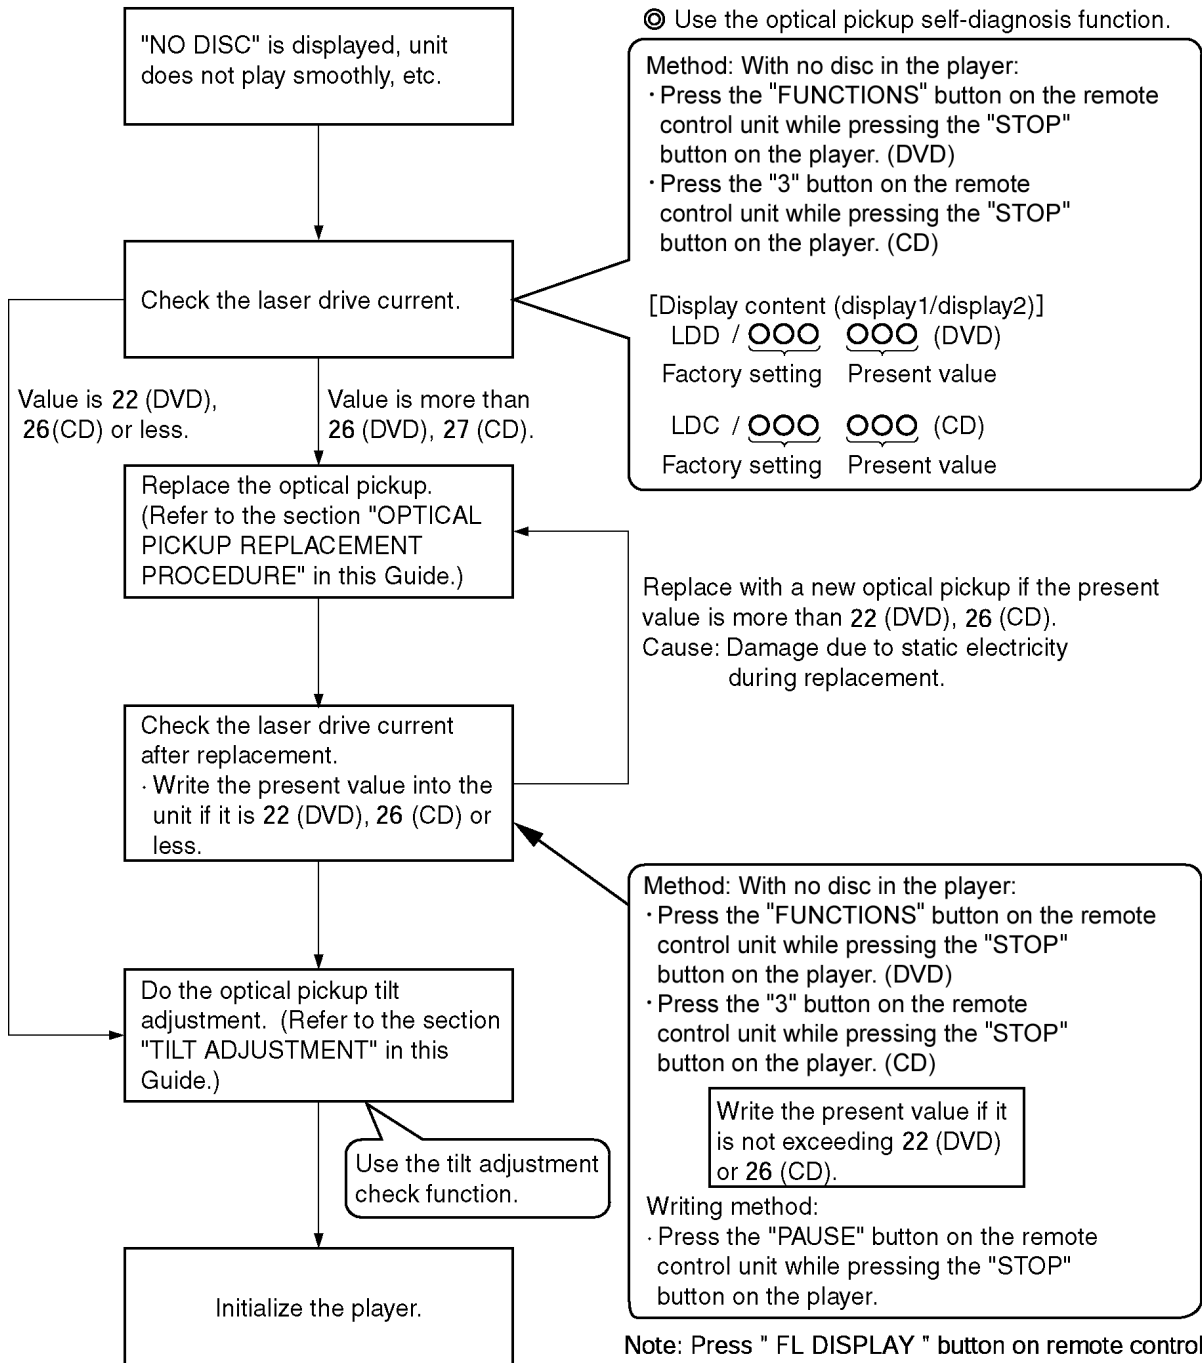 "NO DISC" is displayed, unit
does not play smoothly, etc.
◎ Use the optical pickup self-diagnosis function.
Method: With no disc in the player:
· Press the "FUNCTIONS" button on the remote
control unit while pressing the "STOP"
button on the player. (DVD)
· Press the "3" button on the remote
control unit while pressing the "STOP"
button on the player. (CD)
[Display content (display1/display2)]
LDD / OOO OOO (DVD)
Factory setting Present value
LDC / OOO OOO (CD)
Factory setting Present value
Check the laser drive current.
Value is 22 (DVD),
26(CD) or less.
Value is more than
26 (DVD), 27 (CD).
Replace the optical pickup.
(Refer to the section "OPTICAL
PICKUP REPLACEMENT
PROCEDURE" in this Guide.)
Replace with a new optical pickup if the present
value is more than 22 (DVD), 26 (CD).
Cause: Damage due to static electricity
during replacement.
Check the laser drive current
after replacement.
· Write the present value into the
unit if it is 22 (DVD), 26 (CD) or
less.
Method: With no disc in the player:
· Press the "FUNCTIONS" button on the remote
control unit while pressing the "STOP"
button on the player. (DVD)
· Press the "3" button on the remote
control unit while pressing the "STOP"
button on the player. (CD)
Write the present value if it
is not exceeding 22 (DVD)
or 26 (CD).
Writing method:
· Press the "PAUSE" button on the remote
control unit while pressing the "STOP"
button on the player.
Do the optical pickup tilt
adjustment. (Refer to the section
"TILT ADJUSTMENT" in this
Guide.)
Use the tilt adjustment
check function.
Initialize the player.
Note: Press " FL DISPLAY " button on remote control